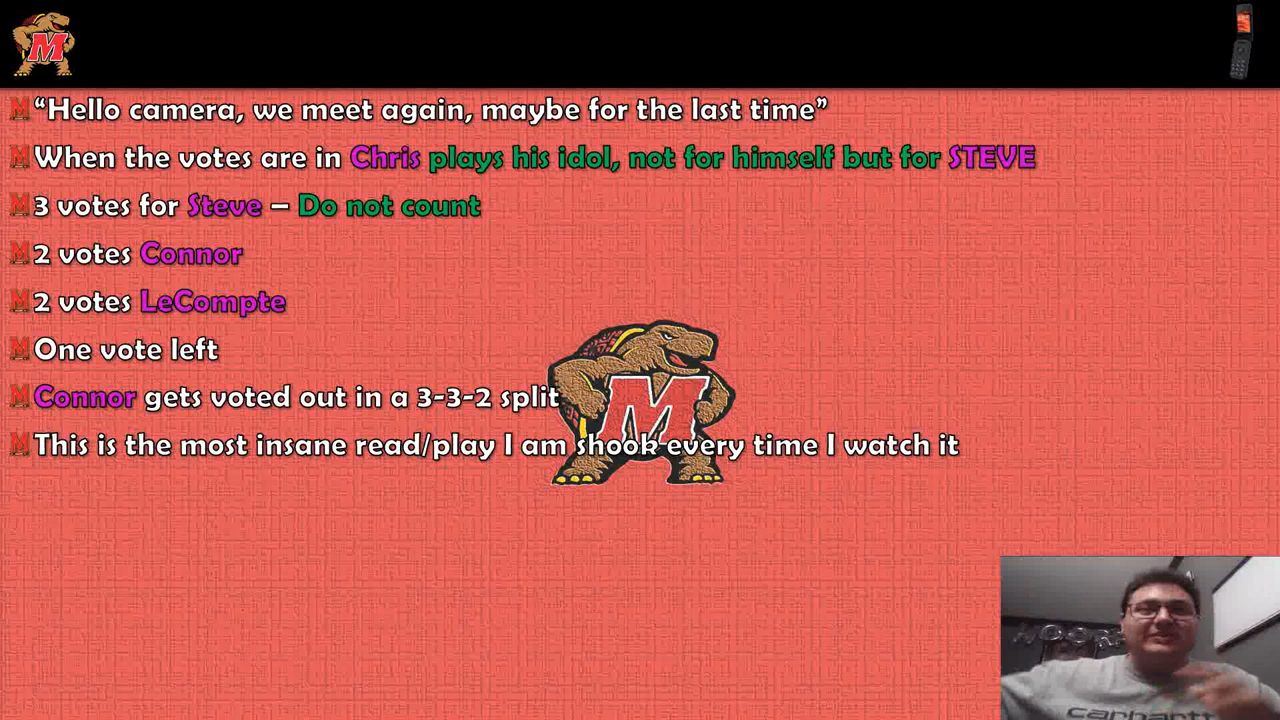 M
“Hello camera, we meet again, maybe for the last time”
When the votes are in Chris plays his idol, not for himself but for STEVE
3 votes for Steve – Do not count
2 votes Connor
2 votes LeCompte
One vote left
Connor gets voted out in a 3-3-2 split
This is the most insane read/play I am shook every time I watch it
M